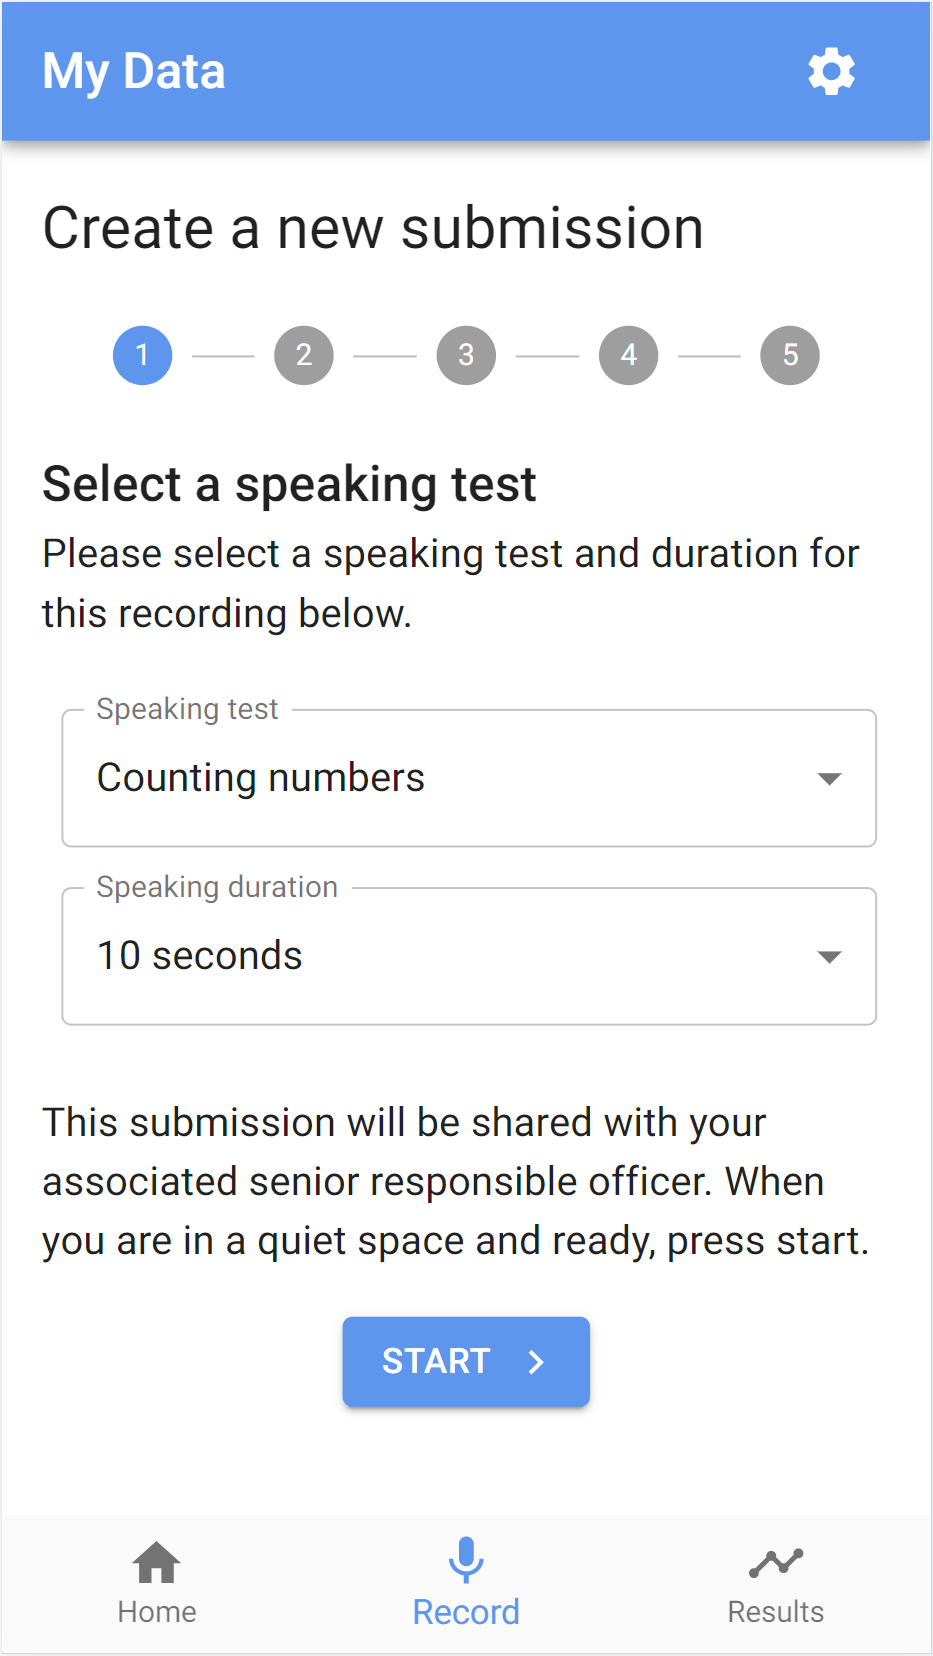 My Data
Create a new submission
1 2 3 4 5
Select a speaking test
Please select a speaking test and duration for
this recording below.
Speaking test
Counting numbers
Speaking duration
10 seconds
This submission will be shared with your
associated senior responsible officer. When
you are in a quiet space and ready, press start.
START
Home Record Results